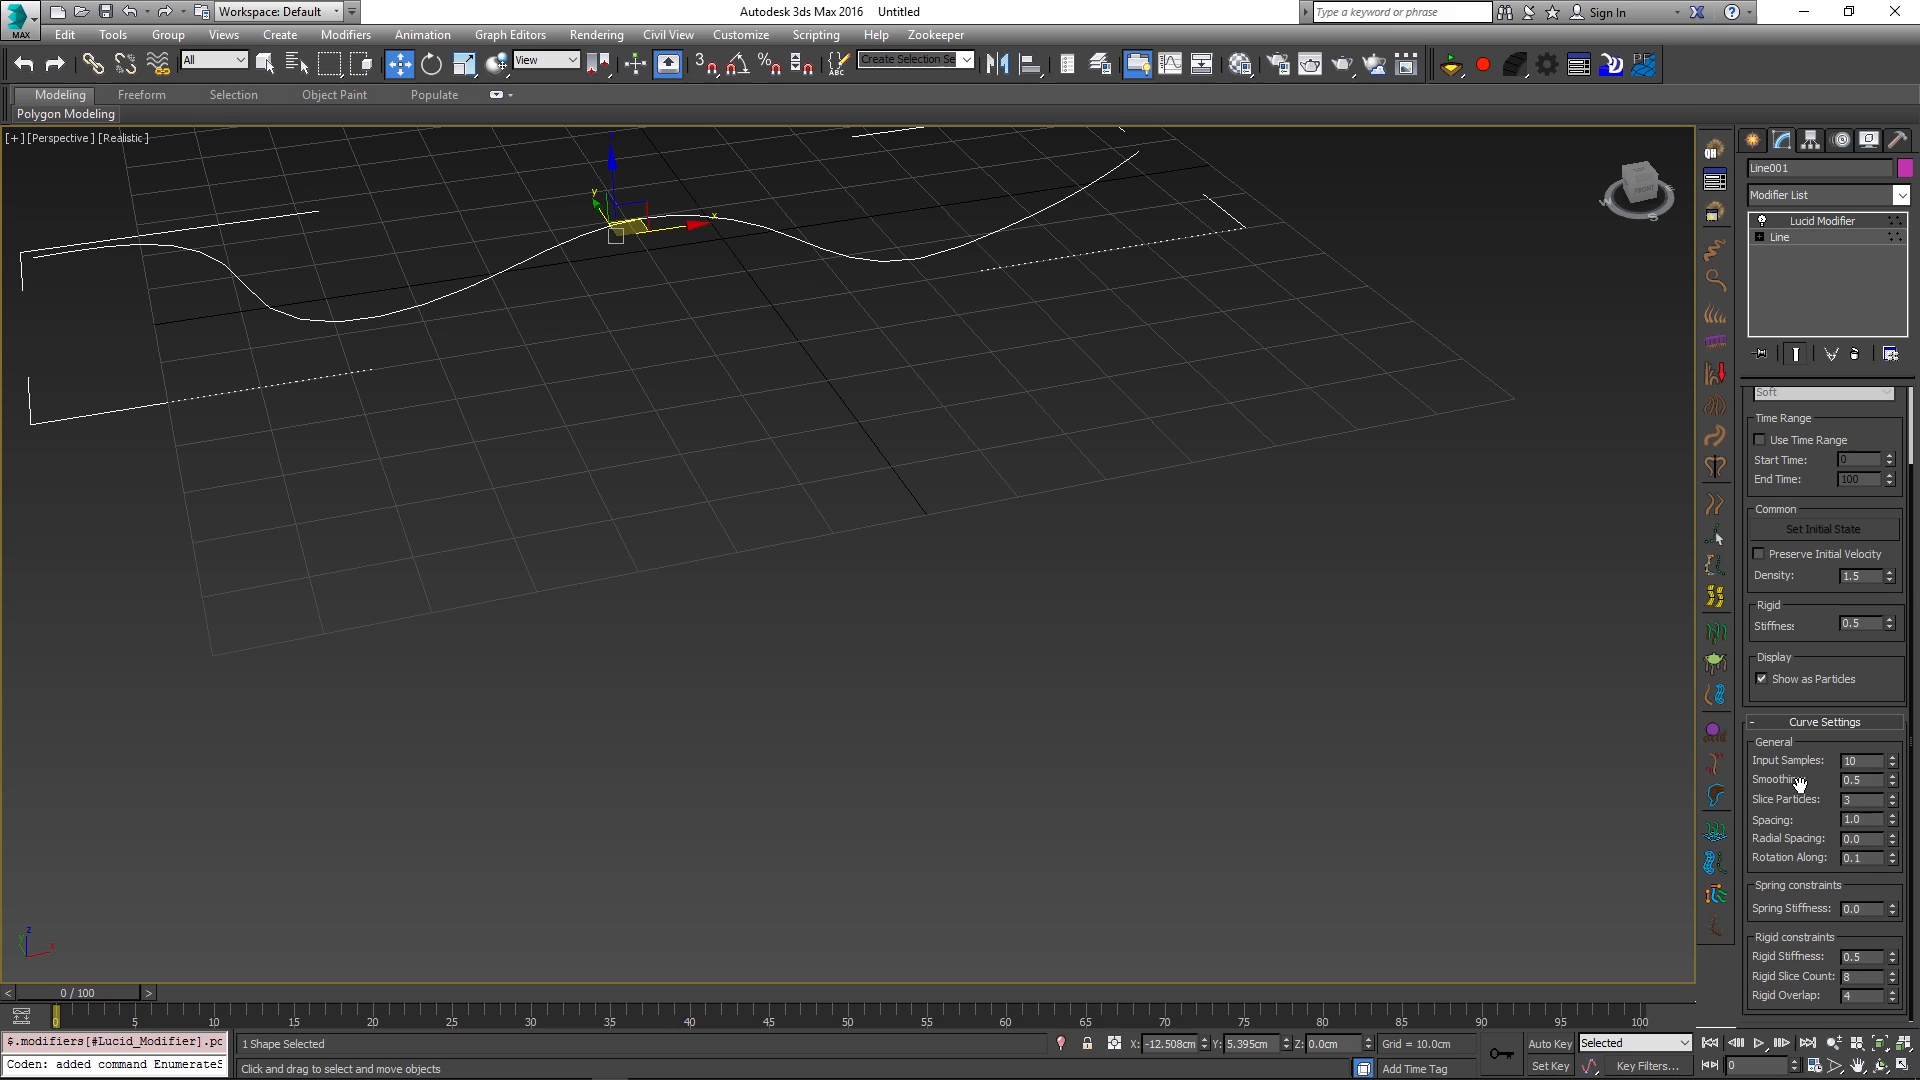 Workspace: Default
Autodesk 3ds Max 2016 Untitled
Type a keyword or phrase
Sign In
MAX
Edit Tools Group Views Create Modifiers Animation Graph Editors Rendering Civil View Customize Scripting Help Zookeeper
All
View
3
ABC
Create Selection Se
PF
Modeling Freeform Selection Object Paint Populate
Polygon Modeling
[+] [Perspective ] [Realistic ]
QH
FRONT
W
S
z
y
x
Line001
Modifier List
Lucid Modifier
Line
Soft
Time Range
Use Time Range
Start Time: 0
End Time: 100
Common
Set Initial State
Preserve Initial Velocity
Density: 1.5
Rigid
Stiffness 0.5
Display
Show as Particles
- Curve Settings
General
Input Samples: 10
Smoothing 0.5
Slice Particles: 3
Spacing: 1.0
Radial Spacing: 0.0
Rotation Along: 0.1
Spring constraints
Spring Stiffness: 0.0
Rigid constraints
Rigid Stiffness: 0.5
Rigid Slice Count: 8
Rigid Overlap: 4
z
y
x
< 0 / 100 >
0 5 10 15 20 25 30 35 40 45 50 55 60 65 70 75 80 85 90 95 100
$.modifiers[#Lucid_Modifier].pc
1 Shape Selected
X: -12.508cm Y: 5.395cm Z: 0.0cm
Grid = 10.0cm
Auto Key
Selected
Coden: added command EnumerateS
Click and drag to select and move objects
Add Time Tag
Set Key
Key Filters...
0